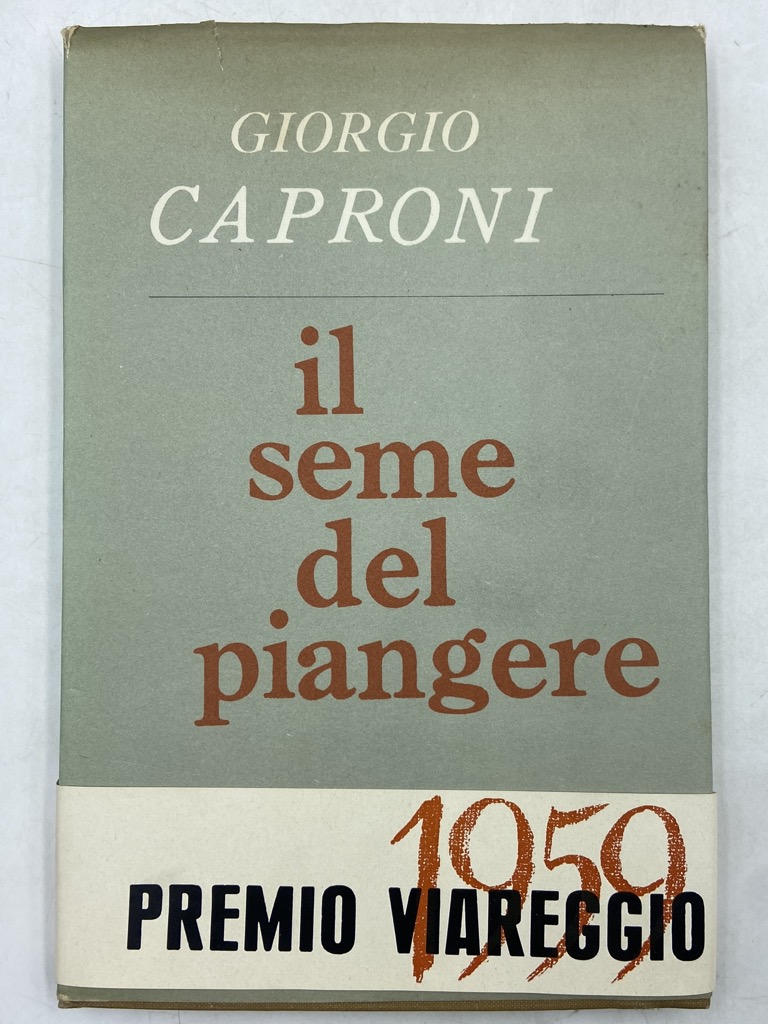 GIORGIO
CAPRONI
il
seme
del
piangere
1959
PREMIO VIAREGGIO